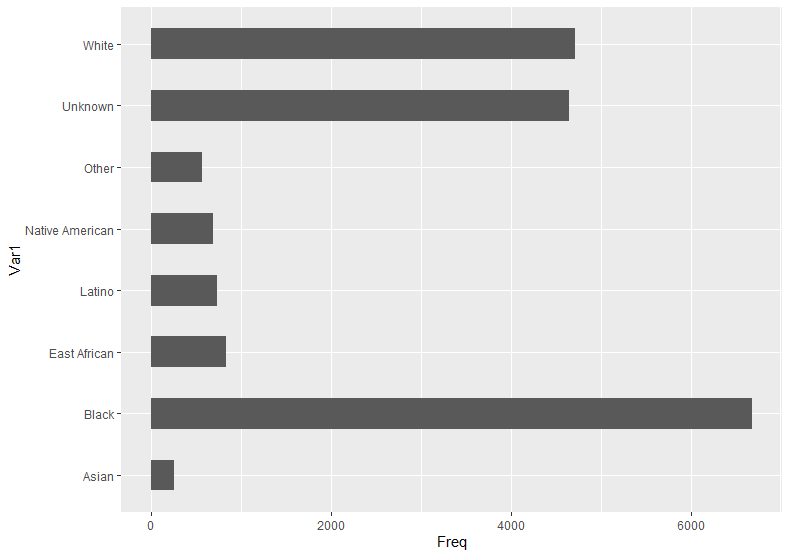 White
Unknown
Other
Native American
Latino
East African
Black
Asian
Var1
0 2000 4000 6000
Freq